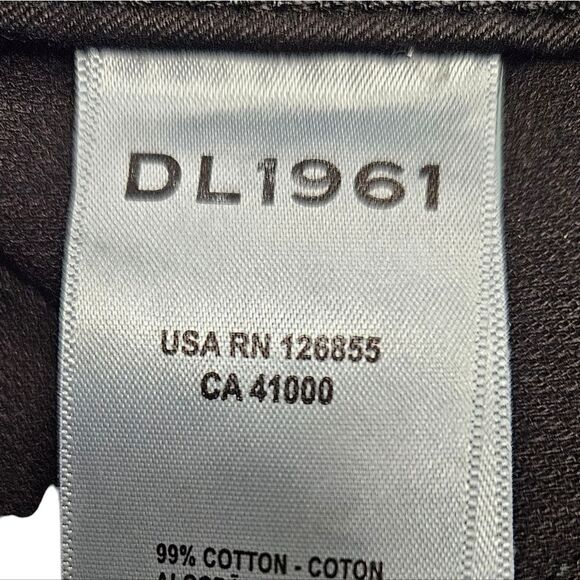 DL1961
USA RN 126855
CA 41000
99% COTTON - COTON